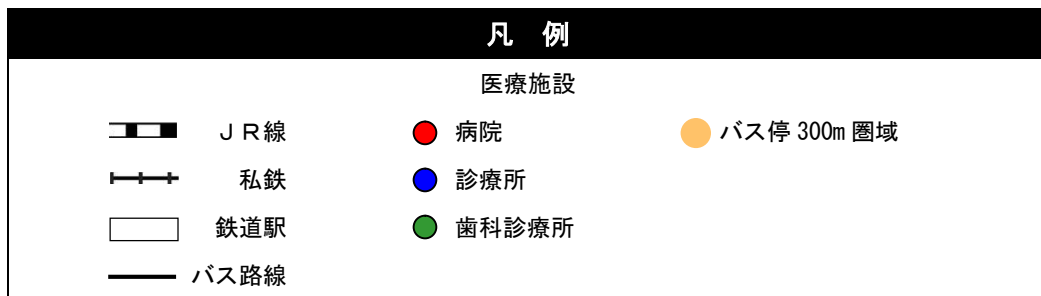 凡 例
医療施設
ＪＲ線
病院
バス停 300m 圏域
私鉄
診療所
鉄道駅
歯科診療所
バス路線